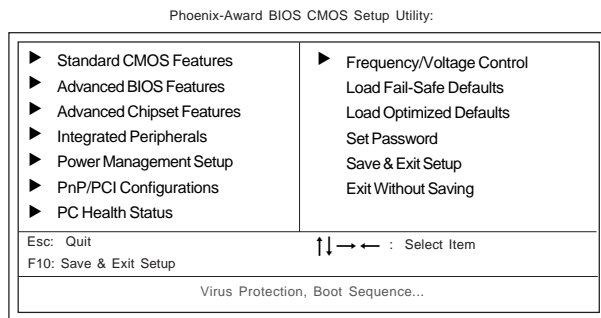 Phoenix-Award BIOS CMOS Setup Utility:
Standard CMOS Features
Advanced BIOS Features
Advanced Chipset Features
Integrated Peripherals
Power Management Setup
PnP/PCI Configurations
PC Health Status
Frequency/Voltage Control
Load Fail-Safe Defaults
Load Optimized Defaults
Set Password
Save & Exit Setup
Exit Without Saving
Esc: Quit
F10: Save & Exit Setup
↑↓→← : Select Item
Virus Protection, Boot Sequence...